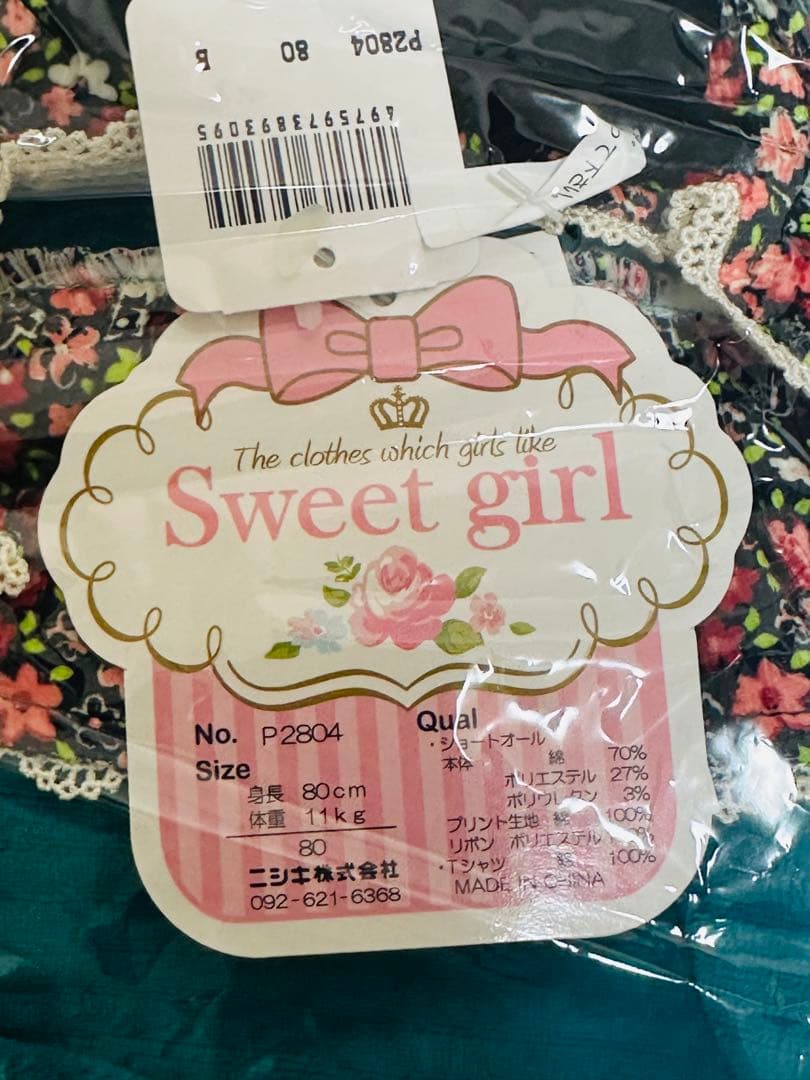 P2804 80 B
4975973893095
て下さい
The clothes which girls like
Sweet girl
No. P2804
Size
身長 80cm
体重 11kg
80
ニシキ株式会社
092-621-6368
Qual
・ショートオール
本体 綿 70%
ポリエステル 27%
ポリウレタン 3%
プリント生地 綿 100%
リボン ポリエステル
・Tシャツ 綿 100%
MADE IN CHINA